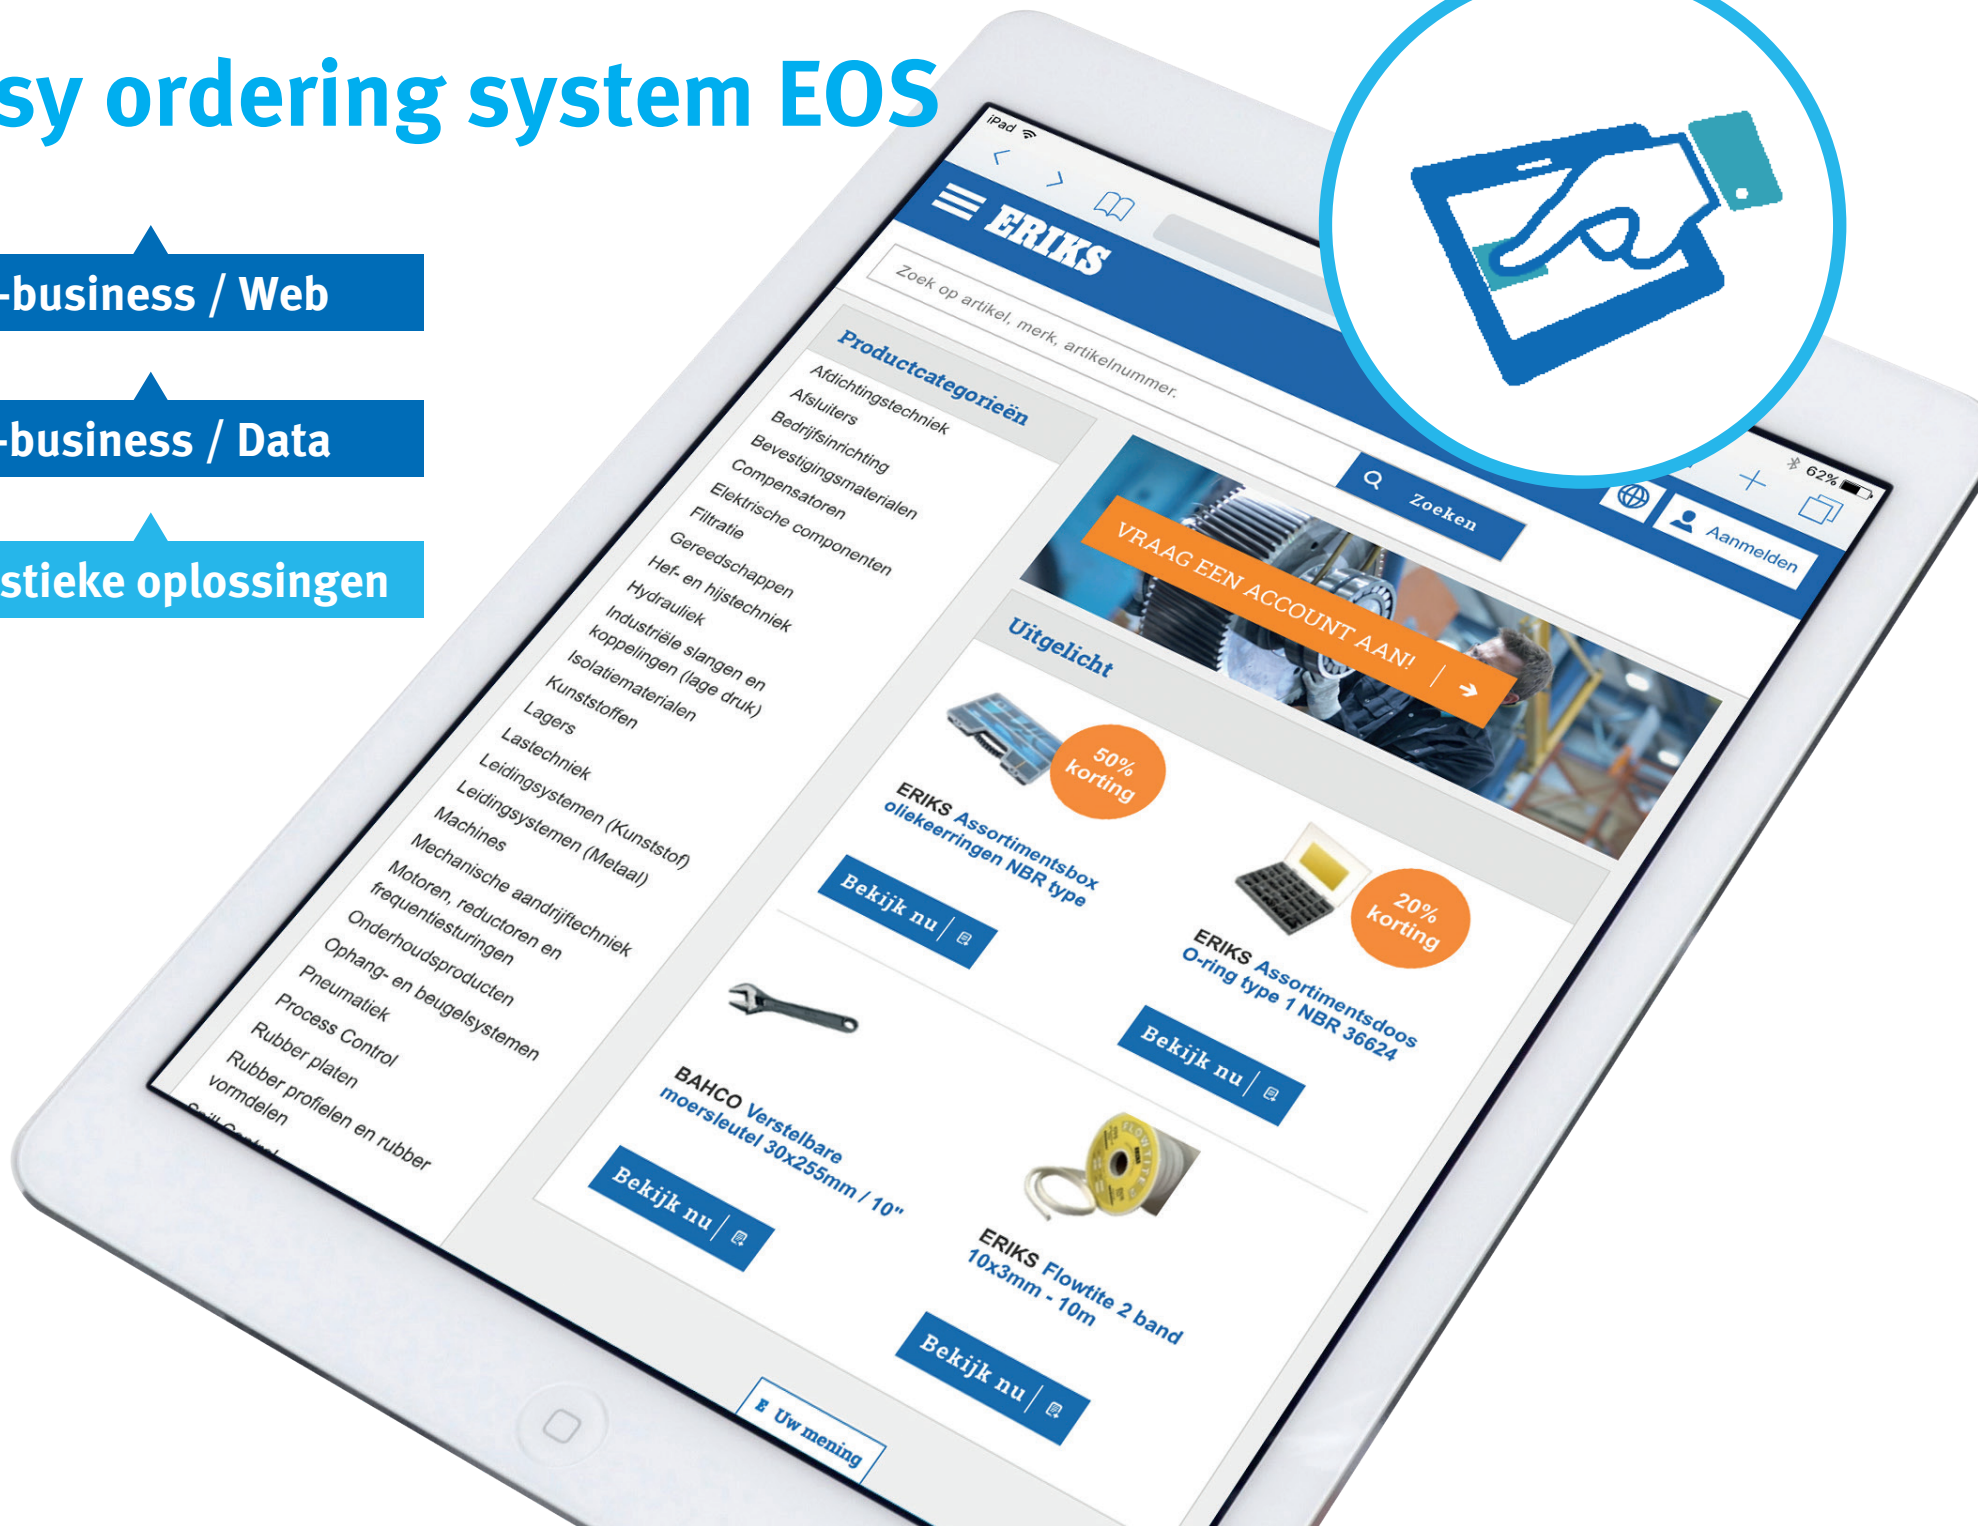 sy ordering system EOS
-business / Web
-business / Data
stieke oplossingen
iPad
ERIKS
Zoek op artikel, merk, artikelnummer.
Zoeken
62%
Aanmelden
Productcategorieën
Afdichtingstechniek
Afsluiters
Bedrijfsinrichting
Bevestigingsmaterialen
Compensatoren
Elektrische componenten
Filtratie
Gereedschappen
Hef- en hijstechniek
Hydrauliek
Industriële slangen en
koppelingen (lage druk)
Isolatiematerialen
Kunststoffen
Lagers
Lastechniek
Leidingsystemen (Kunststof)
Leidingsystemen (Metaal)
Machines
Mechanische aandrijftechniek
Motoren, reductoren en
frequentiesturingen
Onderhoudsproducten
Ophang- en beugelsystemen
Pneumatiek
Process Control
Rubber platen
Rubber profielen en rubber
vormdelen
Spill Control
VRAAG EEN ACCOUNT AAN!
Uitgelicht
50%
korting
ERIKS Assortimentsbox
oliekeerringen NBR type
Bekijk nu
20%
korting
ERIKS Assortimentsdoos
O-ring type 1 NBR 36624
Bekijk nu
BAHCO Verstelbare
moersleutel 30x255mm / 10"
Bekijk nu
FLOWTITE 2
ERIKS Flowtite 2 band
10x3mm - 10m
Bekijk nu
E Uw mening